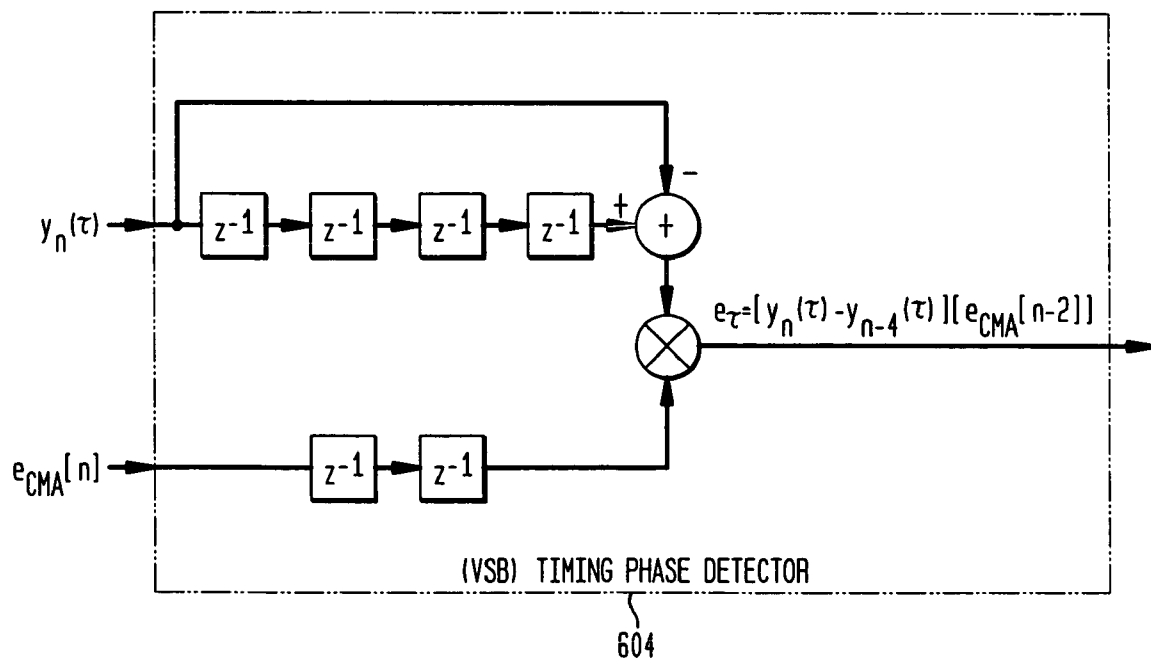 −
y_n(τ)
z⁻¹ z⁻¹ z⁻¹ z⁻¹ + +
e_τ=[y_n(τ)-y_{n-4}(τ)][e_CMA[n-2]]
e_CMA[n]
z⁻¹ z⁻¹
(VSB) TIMING PHASE DETECTOR
604